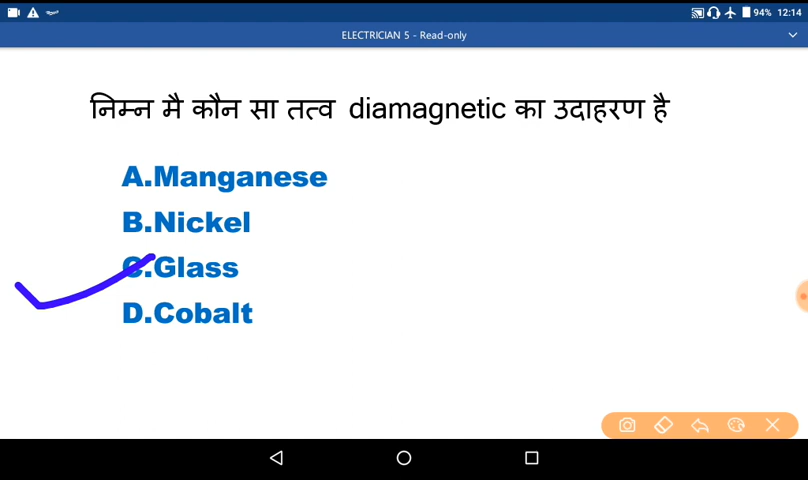 94% 12:14
ELECTRICIAN 5 - Read-only
निम्न मै कौन सा तत्व diamagnetic का उदाहरण है
A.Manganese
B.Nickel
C.Glass
D.Cobalt